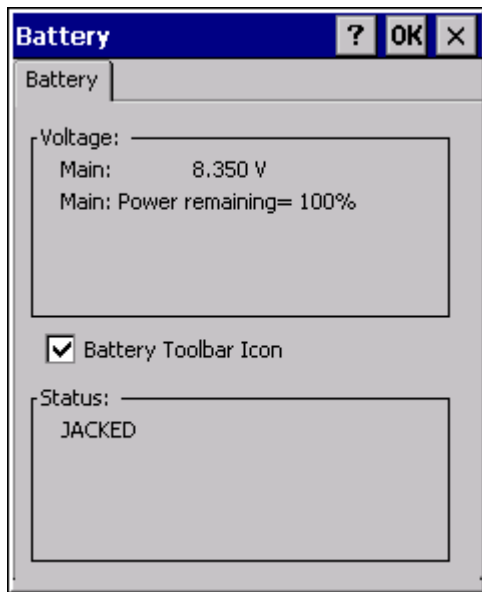 Battery ? OK ×
Battery
Voltage:
Main: 8.350 V
Main: Power remaining= 100%
Battery Toolbar Icon
Status:
JACKED